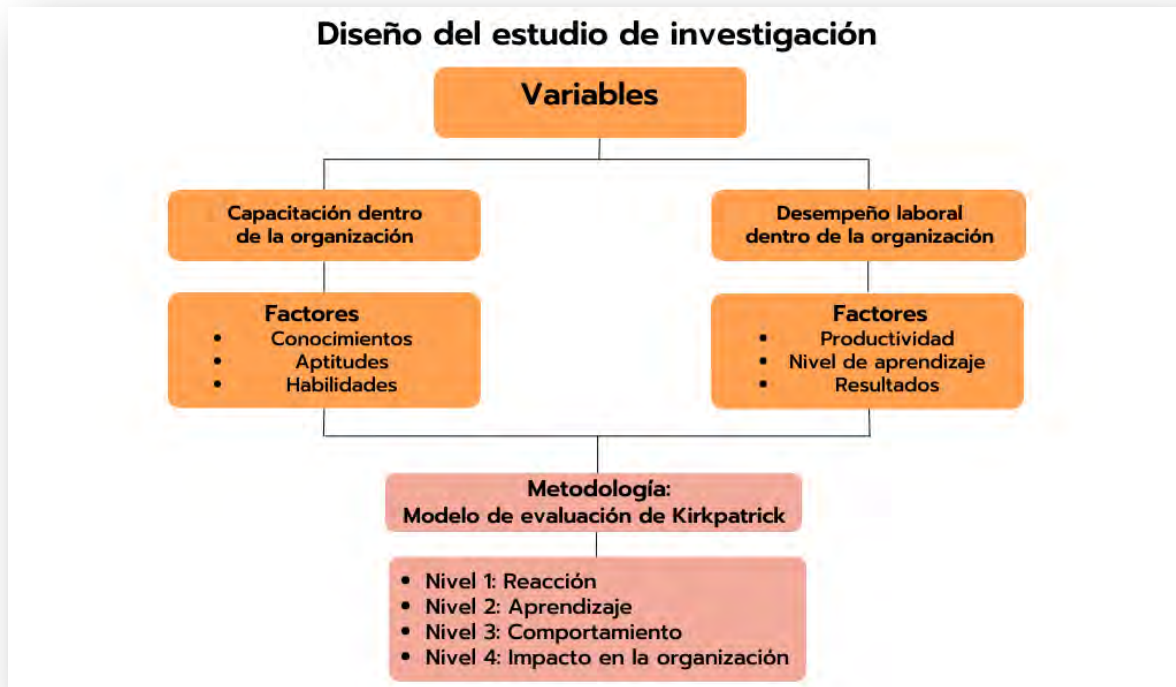 Diseño del estudio de investigación
Variables
Capacitación dentro
de la organización
Desempeño laboral
dentro de la organización
Factores
• Conocimientos
• Aptitudes
• Habilidades
Factores
• Productividad
• Nivel de aprendizaje
• Resultados
Metodología:
Modelo de evaluación de Kirkpatrick
• Nivel 1: Reacción
• Nivel 2: Aprendizaje
• Nivel 3: Comportamiento
• Nivel 4: Impacto en la organización